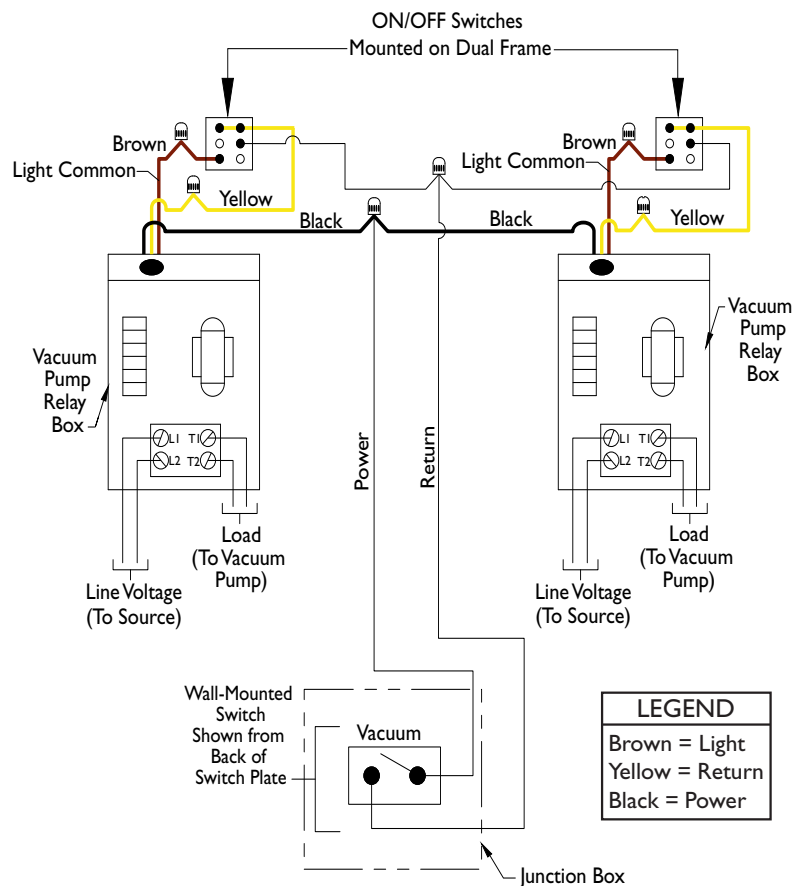 ON/OFF Switches
Mounted on Dual Frame
Brown
Light Common
Yellow
Black
Black
Brown
Light Common
Yellow
Vacuum
Pump
Relay
Box
L1 T1
L2 T2
Load
(To Vacuum
Pump)
Line Voltage
(To Source)
Power
Return
Vacuum
Pump
Relay
Box
L1 T1
L2 T2
Load
(To Vacuum
Pump)
Line Voltage
(To Source)
Wall-Mounted
Switch
Shown from
Back of
Switch Plate
Vacuum
Junction Box
LEGEND
Brown = Light
Yellow = Return
Black = Power